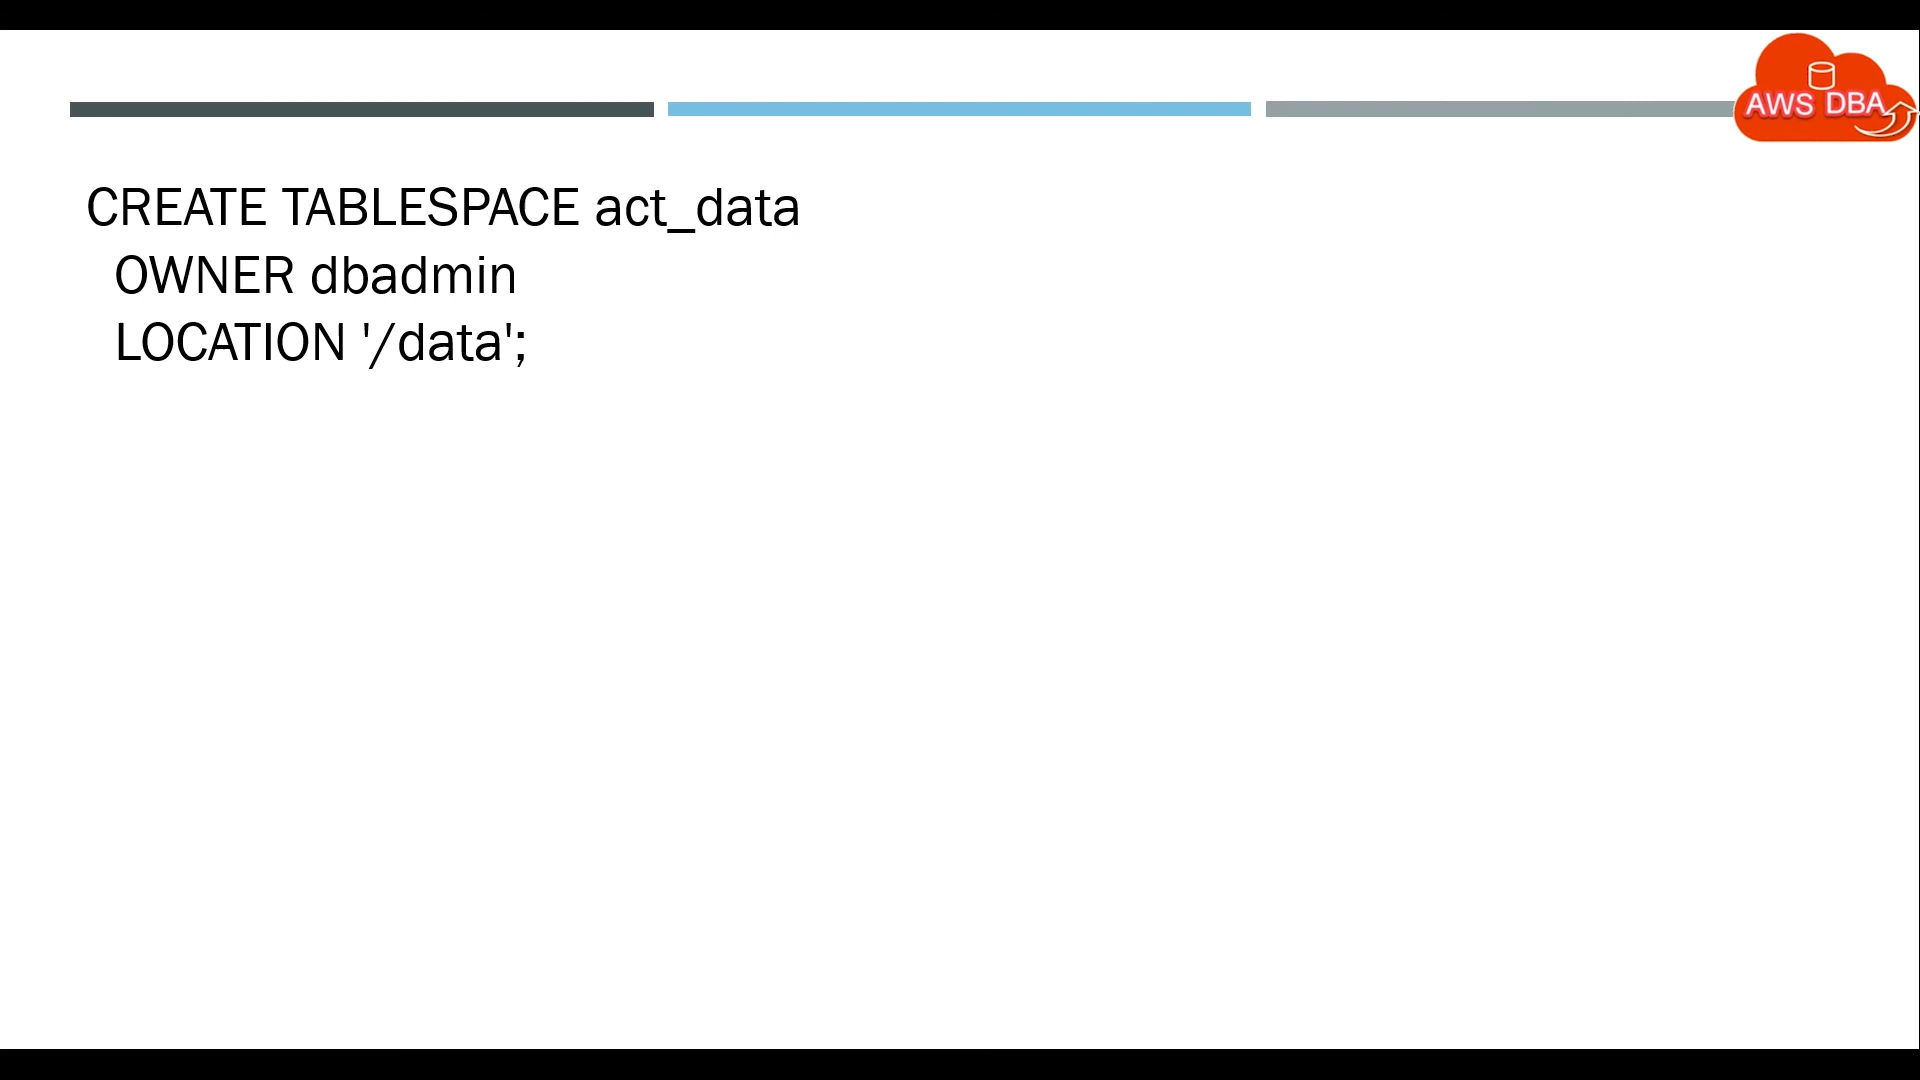 AWS DBA
CREATE TABLESPACE act_data
OWNER dbadmin
LOCATION '/data';